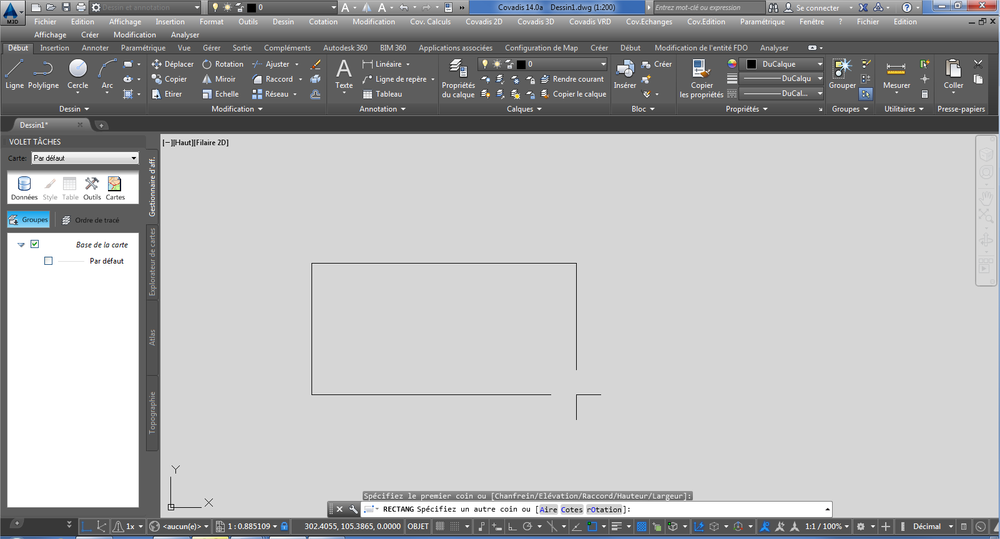 M3D
Dessin et annotation
0
Covadis 14.0a Dessin1.dwg (1:200)
Entrez mot-clé ou expression
Se connecter
Fichier Edition Affichage Insertion Format Outils Dessin Cotation Modification Cov. Calculs Covadis 2D Covadis 3D Covadis VRD Cov.Echanges Cov.Edition Paramétrique Fenêtre ? Fichier Edition
Affichage Créer Modification Analyser
Début Insertion Annoter Paramétrique Vue Gérer Sortie Compléments Autodesk 360 BIM 360 Applications associées Configuration de Map Créer Début Modification de l'entité FDO Analyser
Ligne Polyligne Cercle Arc
Déplacer Rotation Ajuster
Copier Miroir Raccord
Etirer Echelle Réseau
Texte
Linéaire
Ligne de repère
Tableau
Propriétés
du calque
0
Rendre courant
Copier le calque
Insérer
Créer
Copier
les propriétés
DuCalque
DuCalqu
DuCal...
Grouper
Mesurer
Coller
Dessin Modification Annotation Calques Bloc Propriétés Groupes Utilitaires Presse-papiers
Dessin1*
VOLET TÂCHES
Carte: Par défaut
Données Style Table Outils Cartes
Groupes Ordre de tracé
Base de la carte
Par défaut
Gestionnaire d'aff.
Explorateur de cartes
Atlas
Topographie
[−][Haut][Filaire 2D]
Y
X
Spécifiez le premier coin ou [Chanfrein/Elévation/Raccord/Hauteur/Largeur]:
RECTANG Spécifiez un autre coin ou [Aire Cotes rOtation]:
1x <aucun(e)> 1 : 0.885109 302.4055, 105.3865, 0.0000 OBJET 1:1 / 100% Décimal